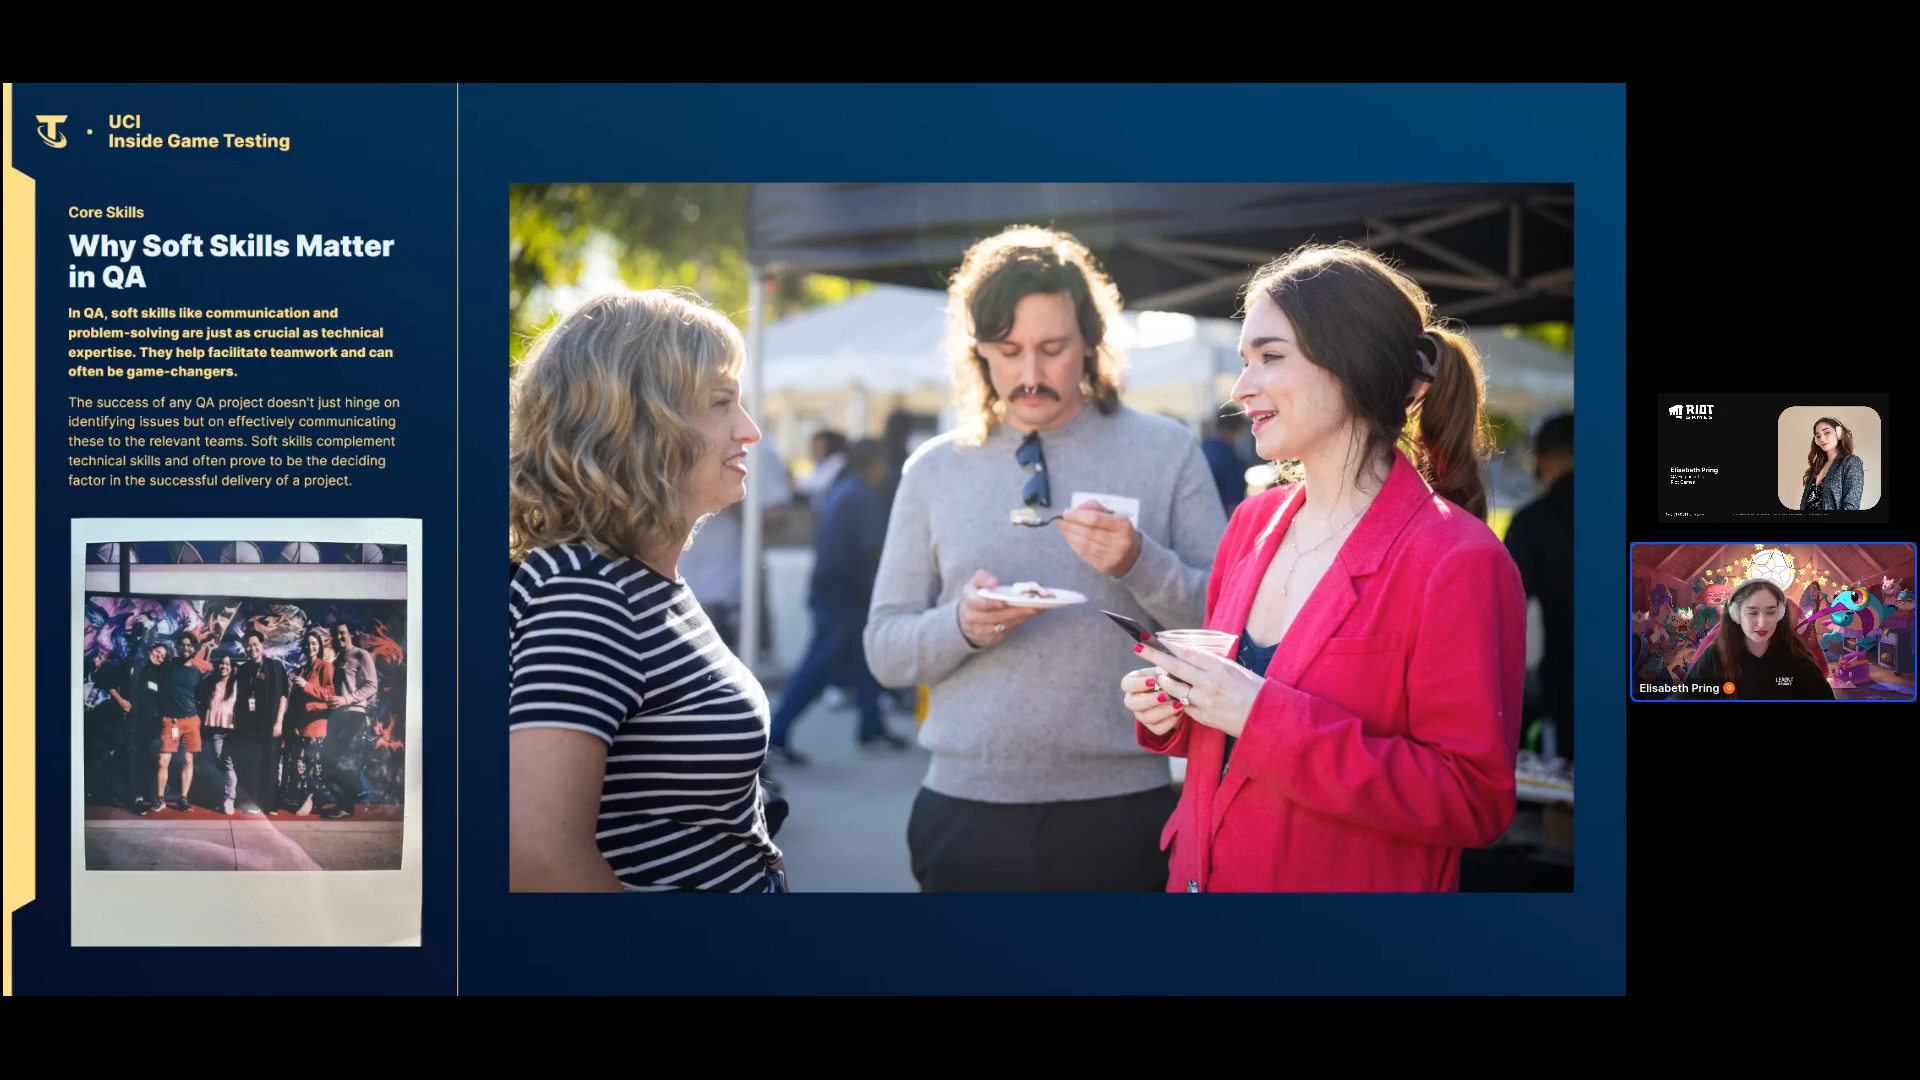 UCI
Inside Game Testing
Core Skills
Why Soft Skills Matter
in QA
In QA, soft skills like communication and
problem-solving are just as crucial as technical
expertise. They help facilitate teamwork and can
often be game-changers.
The success of any QA project doesn't just hinge on
identifying issues but on effectively communicating
these to the relevant teams. Soft skills complement
technical skills and often prove to be the deciding
factor in the successful delivery of a project.
RIOT
GAMES
Elisabeth Pring
Riot Games
LEAGUE
Elisabeth Pring